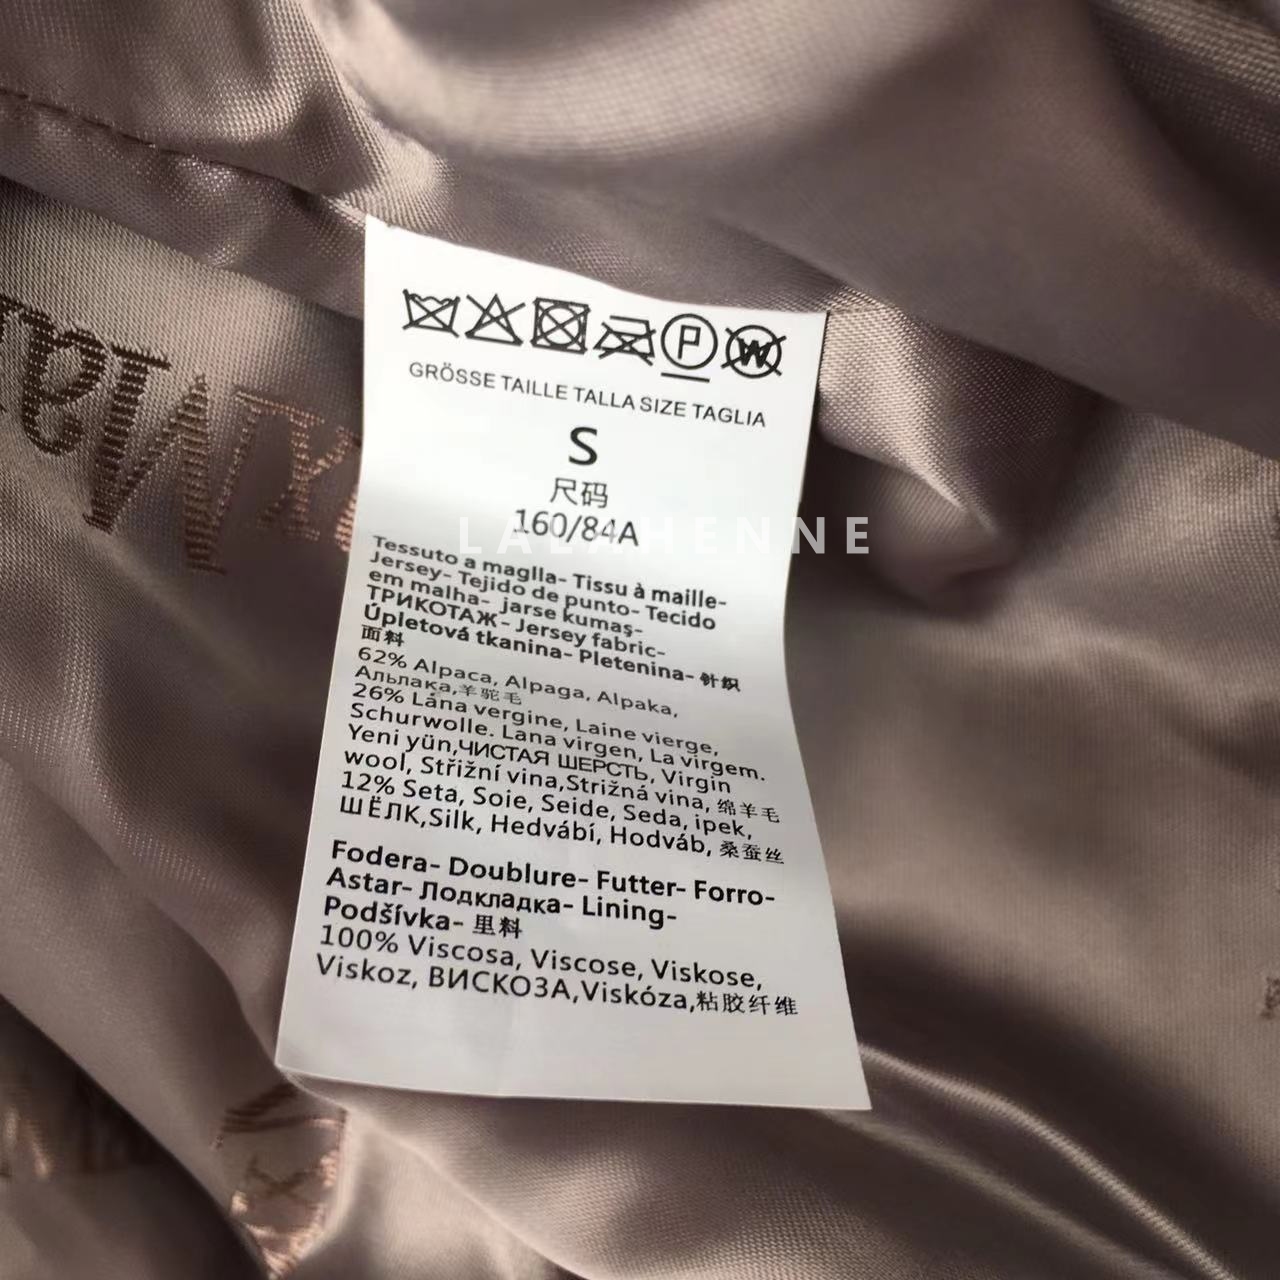 GRÖSSE TAILLE TALLA SIZE TAGLIA
S
尺码
160/84A
LALAHENNE
Tessuto a maglla- Tissu à maille-
Jersey- Tejido de punto- Tecido
em malha- jarse kumaş-
ТРИКОТАЖ- Jersey fabric-
Úpletová tkanina- Pletenina- 针织
面料
62% Alpaca, Alpaga, Alpaka,
Альпака,羊驼毛
26% Lana vergine, Laine vierge,
Schurwolle. Lana virgen, La virgem.
Yeni yün,ЧИСТАЯ ШЕРСТЬ, Virgin
wool, Střižní vina,Strižná vina, 绵羊毛
12% Seta, Soie, Seide, Seda, ipek,
ШЁЛК,Silk, Hedvábí, Hodváb, 桑蚕丝
Fodera- Doublure- Futter- Forro-
Astar- Лодкладка- Lining-
Podšívka- 里料
100% Viscosa, Viscose, Viskose,
Viskoz, ВИСКОЗА,Viskóza,粘胶纤维